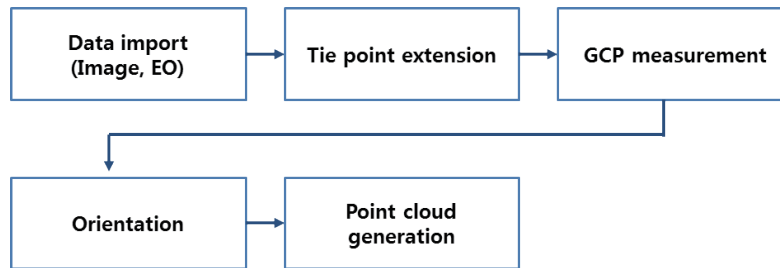 Data import
(Image, EO)
Tie point extension
GCP measurement
Orientation
Point cloud
generation